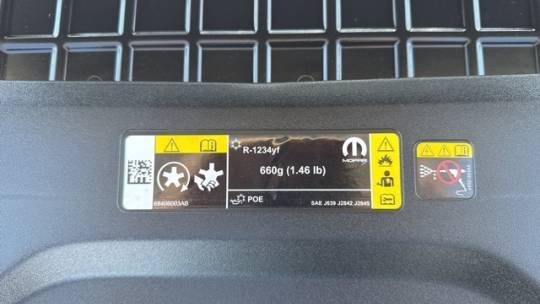 R-1234yf
MOPAR
660g (1.46 lb)
68406003AB
POE
SAE J639 J2842 J2845